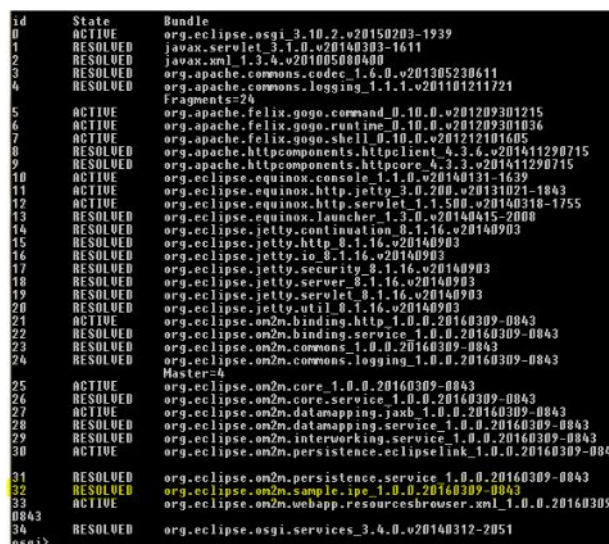 id State Bundle
0 ACTIVE org.eclipse.osgi_3.10.2.v20150203-1939
1 RESOLVED javax.servlet_3.1.0.v20140303-1611
2 RESOLVED javax.xml_1.3.4.v201005080400
3 RESOLVED org.apache.commons.codec_1.6.0.v201305230611
4 RESOLVED org.apache.commons.logging_1.1.1.v201101211721
Fragments=24
5 ACTIVE org.apache.felix.gogo.command_0.10.0.v201209301215
6 ACTIVE org.apache.felix.gogo.runtime_0.10.0.v201209301036
7 ACTIVE org.apache.felix.gogo.shell_0.10.0.v201212101605
8 RESOLVED org.apache.httpcomponents.httpclient_4.3.6.v201411290715
9 RESOLVED org.apache.httpcomponents.httpcore_4.3.3.v201411290715
10 ACTIVE org.eclipse.equinox.console_1.1.0.v20140131-1639
11 ACTIVE org.eclipse.equinox.http.jetty_3.0.200.v20131021-1843
12 ACTIVE org.eclipse.equinox.http.servlet_1.1.500.v20140318-1755
13 RESOLVED org.eclipse.equinox.launcher_1.3.0.v20140415-2008
14 RESOLVED org.eclipse.jetty.continuation_8.1.16.v20140903
15 RESOLVED org.eclipse.jetty.http_8.1.16.v20140903
16 RESOLVED org.eclipse.jetty.io_8.1.16.v20140903
17 RESOLVED org.eclipse.jetty.security_8.1.16.v20140903
18 RESOLVED org.eclipse.jetty.server_8.1.16.v20140903
19 RESOLVED org.eclipse.jetty.servlet_8.1.16.v20140903
20 RESOLVED org.eclipse.jetty.util_8.1.16.v20140903
21 ACTIVE org.eclipse.om2m.binding.http_1.0.0.20160309-0843
22 RESOLVED org.eclipse.om2m.binding.service_1.0.0.20160309-0843
23 RESOLVED org.eclipse.om2m.commons_1.0.0.20160309-0843
24 RESOLVED org.eclipse.om2m.commons.logging_1.0.0.20160309-0843
Master=4
25 ACTIVE org.eclipse.om2m.core_1.0.0.20160309-0843
26 RESOLVED org.eclipse.om2m.core.service_1.0.0.20160309-0843
27 ACTIVE org.eclipse.om2m.datamapping.jaxb_1.0.0.20160309-0843
28 RESOLVED org.eclipse.om2m.datamapping.service_1.0.0.20160309-0843
29 RESOLVED org.eclipse.om2m.interworking.service_1.0.0.20160309-0843
30 ACTIVE org.eclipse.om2m.persistence.eclipselink_1.0.0.20160309-084
31 RESOLVED org.eclipse.om2m.persistence.service_1.0.0.20160309-0843
32 RESOLVED org.eclipse.om2m.sample.ipe_1.0.0.20160309-0843
33 ACTIVE org.eclipse.om2m.webapp.resourcesbrowser.xml_1.0.0.20160309
0843
34 RESOLVED org.eclipse.osgi.services_3.4.0.v20140312-2051
osgi>